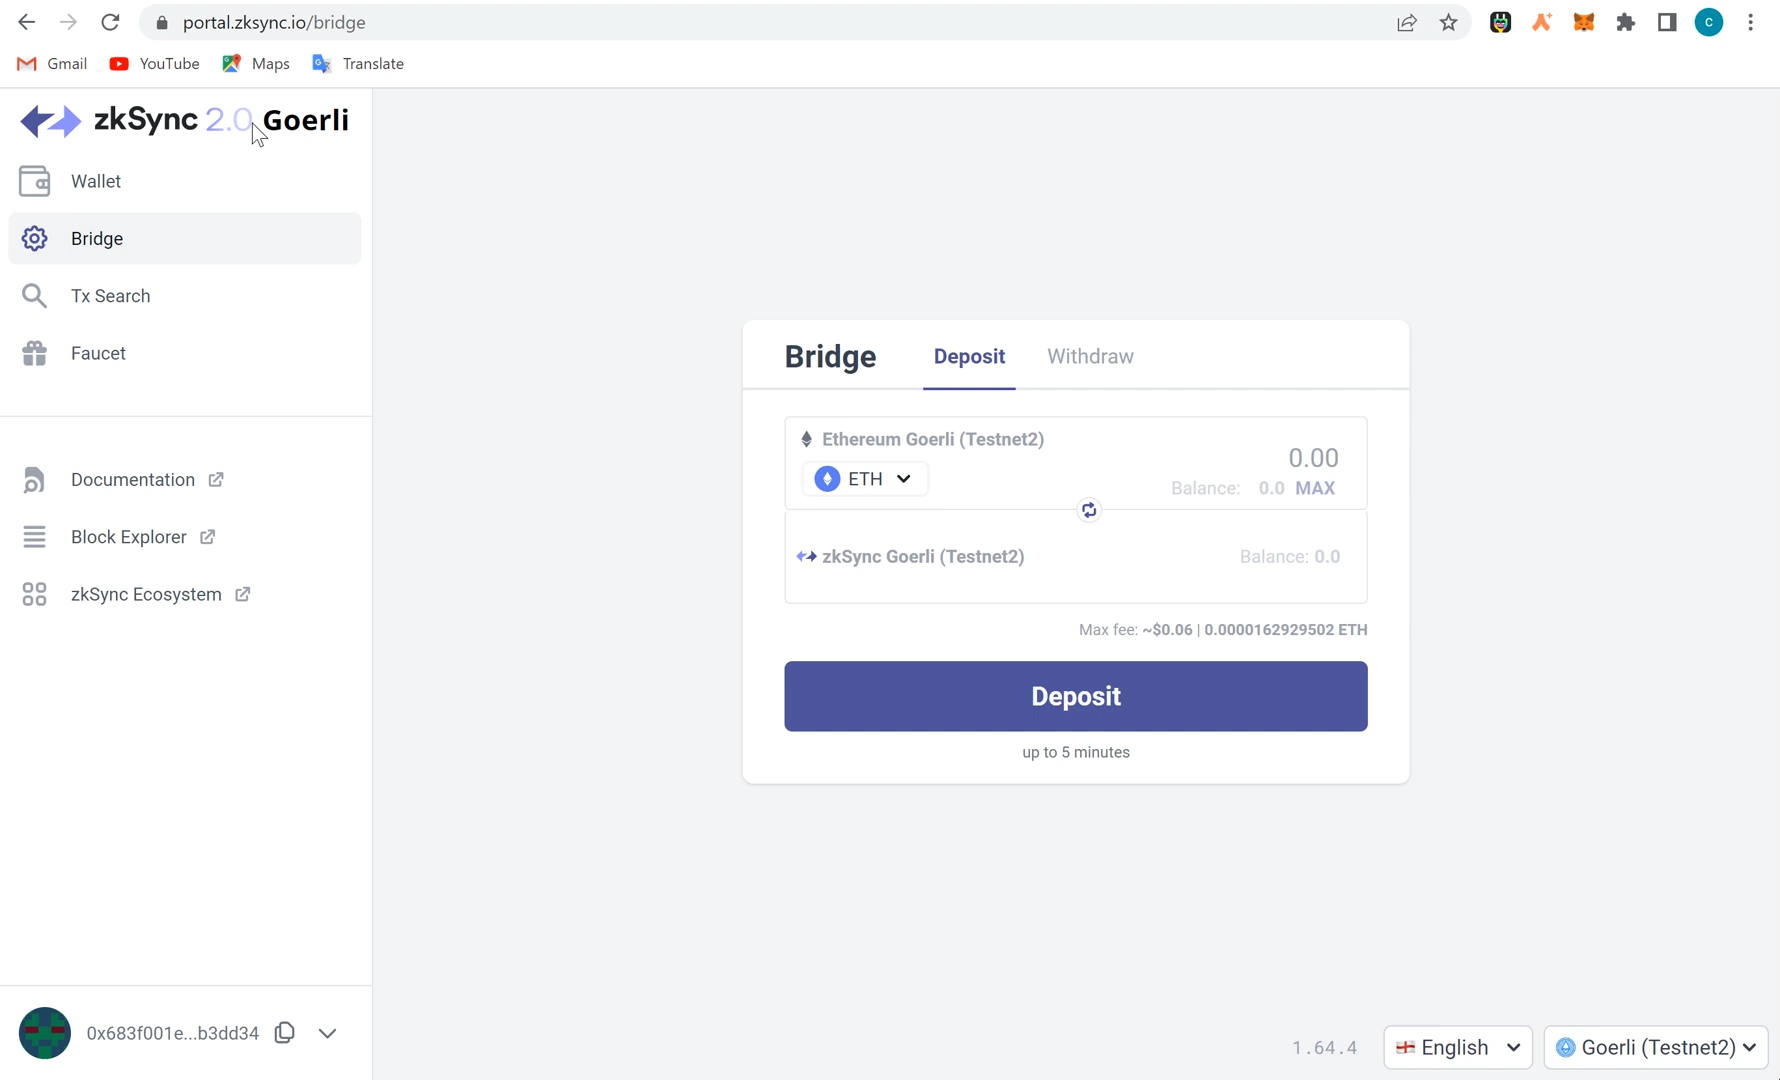 portal.zksync.io/bridge
C
Gmail YouTube Maps Translate
zkSync 2.0 Goerli
Wallet
Bridge
Tx Search
Faucet
Documentation
Block Explorer
zkSync Ecosystem
0x683f001e...b3dd34
Bridge Deposit Withdraw
Ethereum Goerli (Testnet2)
0.00
ETH
Balance: 0.0 MAX
zkSync Goerli (Testnet2) Balance: 0.0
Max fee: ~$0.06 | 0.0000162929502 ETH
Deposit
up to 5 minutes
1.64.4 English Goerli (Testnet2)